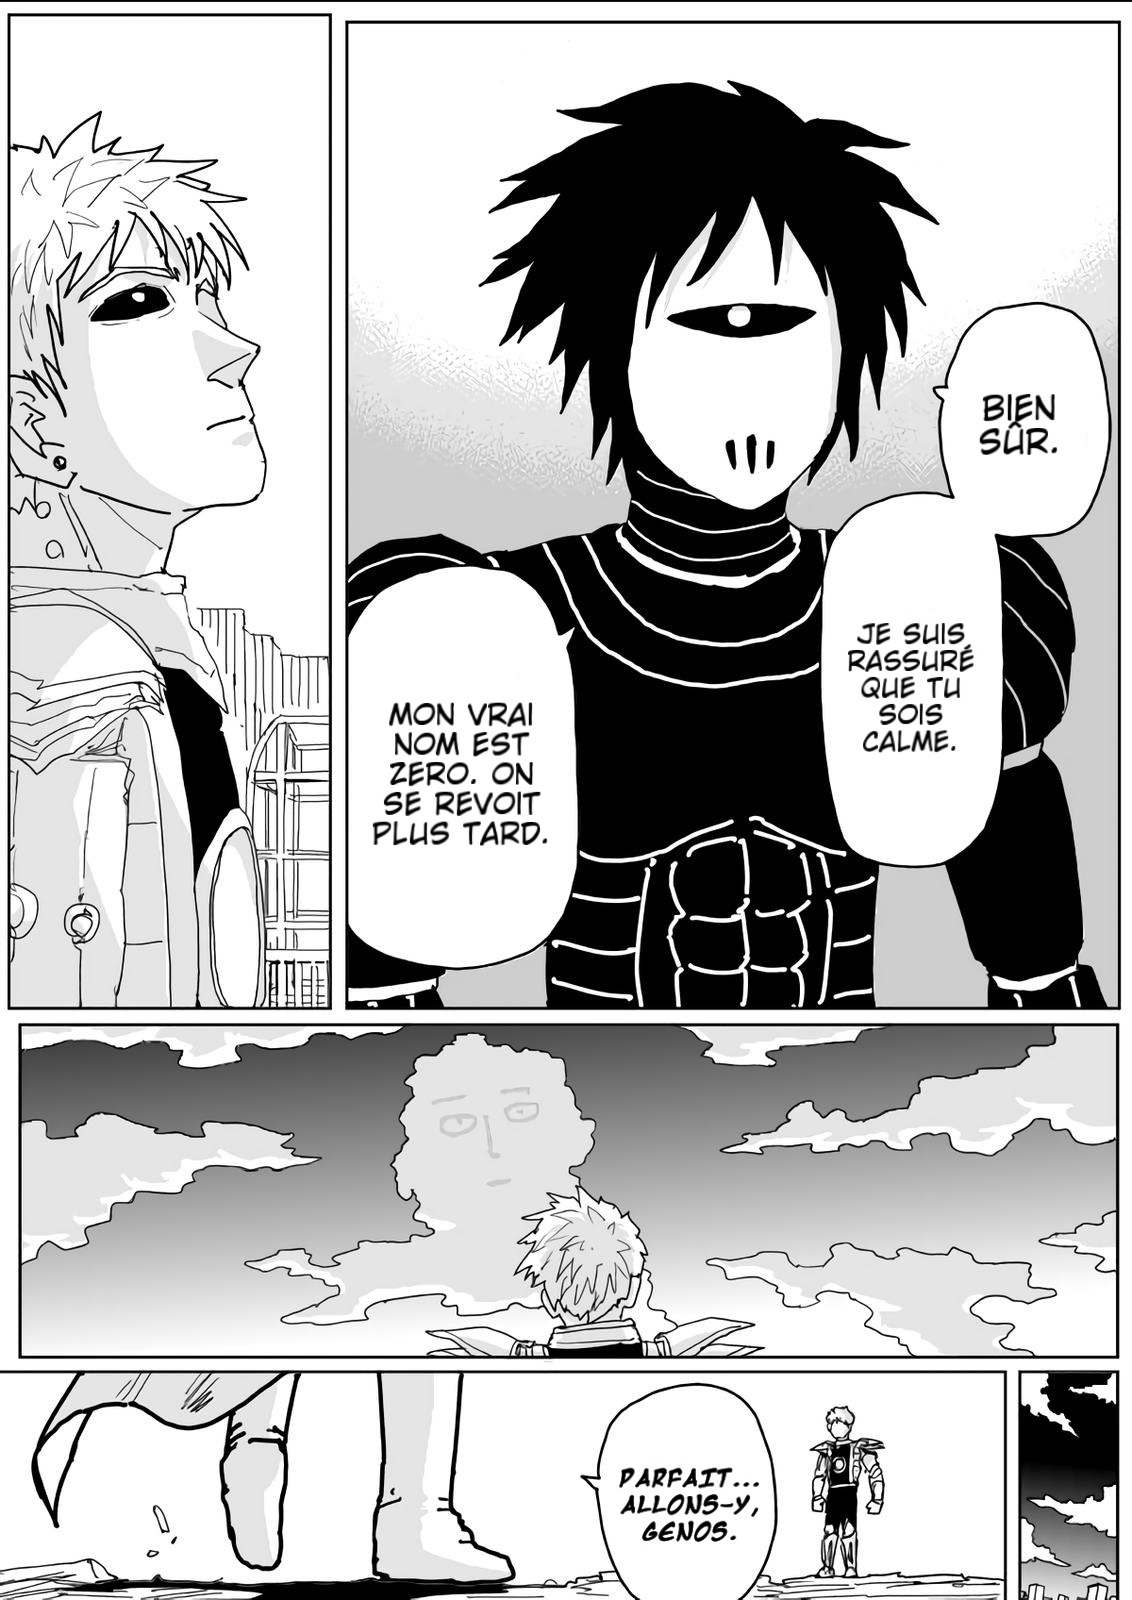 BIEN
SÛR.
JE SUIS
RASSURÉ
QUE TU
SOIS
CALME.
MON VRAI
NOM EST
ZERO. ON
SE REVOIT
PLUS TARD.
PARFAIT...
ALLONS-Y,
GENOS.